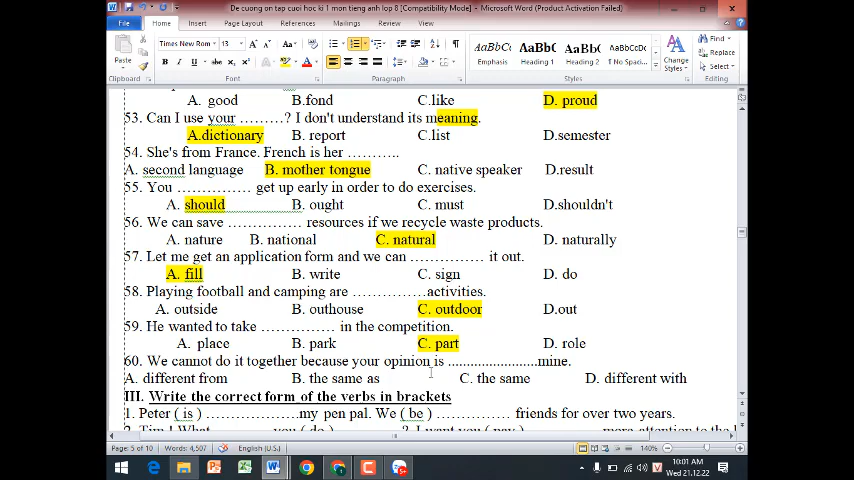 De cuong on tap cuoi hoc ki 1 mon tieng anh lop 8 [Compatibility Mode] - Microsoft Word (Product Activation Failed)
File Home Insert Page Layout References Mailings Review View
Paste
Times New Rom 13
AaBbCc AaBbC AaBbC AaBbCcDc
Emphasis Heading 1 Heading 2 ¶ No Spac...
Change Styles
Find
Replace
Select
Clipboard Font Paragraph Styles Editing
A. good B.fond C.like D. proud
53. Can I use your ………? I don't understand its meaning.
A.dictionary B. report C.list D.semester
54. She's from France. French is her ………..
A. second language B. mother tongue C. native speaker D.result
55. You …………… get up early in order to do exercises.
A. should B. ought C. must D.shouldn't
56. We can save …………… resources if we recycle waste products.
A. nature B. national C. natural D. naturally
57. Let me get an application form and we can …………… it out.
A. fill B. write C. sign D. do
58. Playing football and camping are ……………activities.
A. outside B. outhouse C. outdoor D.out
59. He wanted to take …………… in the competition.
A. place B. park C. part D. role
60. We cannot do it together because your opinion is ........................mine.
A. different from B. the same as C. the same D. different with
III. Write the correct form of the verbs in brackets
1. Peter ( is ) ………………..my pen pal. We ( be ) …………… friends for over two years.
Page: 5 of 10 Words: 4,507 English (U.S.) 140%
10:01 AM
Wed 21.12.22